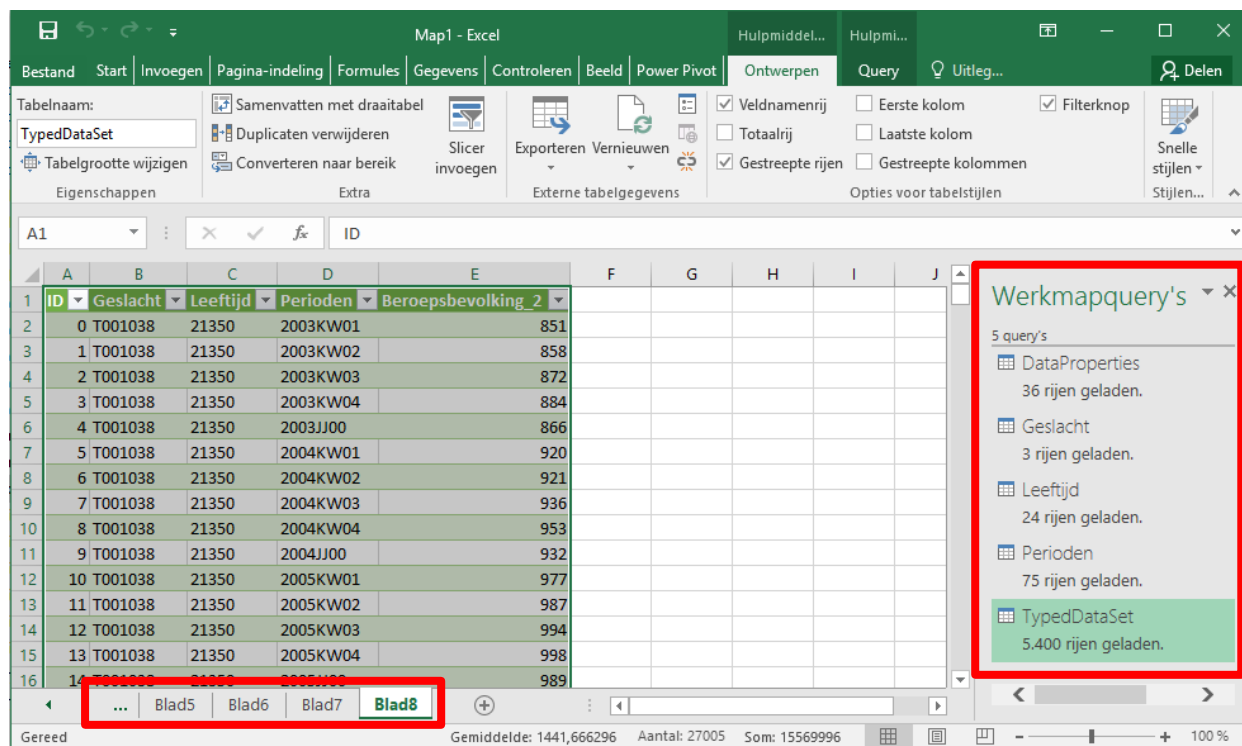 Map1 - Excel
Hulpmiddel...
Hulpmi...
Bestand Start Invoegen Pagina-indeling Formules Gegevens Controleren Beeld Power Pivot Ontwerpen Query Uitleg... Delen
Tabelnaam:
TypedDataSet
Tabelgrootte wijzigen
Eigenschappen
Samenvatten met draaitabel
Duplicaten verwijderen
Converteren naar bereik
Extra
Slicer
invoegen
Exporteren Vernieuwen
Externe tabelgegevens
Veldnamenrij Eerste kolom Filterknop
Totaalrij Laatste kolom
Gestreepte rijen Gestreepte kolommen
Opties voor tabelstijlen
Snelle
stijlen
Stijlen...
A1 fx ID
A B C D E F G H I J
1 ID Geslacht Leeftijd Perioden Beroepsbevolking_2
2 0 T001038 21350 2003KW01 851
3 1 T001038 21350 2003KW02 858
4 2 T001038 21350 2003KW03 872
5 3 T001038 21350 2003KW04 884
6 4 T001038 21350 2003JJ00 866
7 5 T001038 21350 2004KW01 920
8 6 T001038 21350 2004KW02 921
9 7 T001038 21350 2004KW03 936
10 8 T001038 21350 2004KW04 953
11 9 T001038 21350 2004JJ00 932
12 10 T001038 21350 2005KW01 977
13 11 T001038 21350 2005KW02 987
14 12 T001038 21350 2005KW03 994
15 13 T001038 21350 2005KW04 998
16 14 989
Werkmapquery's
5 query's
DataProperties
36 rijen geladen.
Geslacht
3 rijen geladen.
Leeftijd
24 rijen geladen.
Perioden
75 rijen geladen.
TypedDataSet
5.400 rijen geladen.
... Blad5 Blad6 Blad7 Blad8
Gereed Gemiddelde: 1441,666296 Aantal: 27005 Som: 15569996 100 %